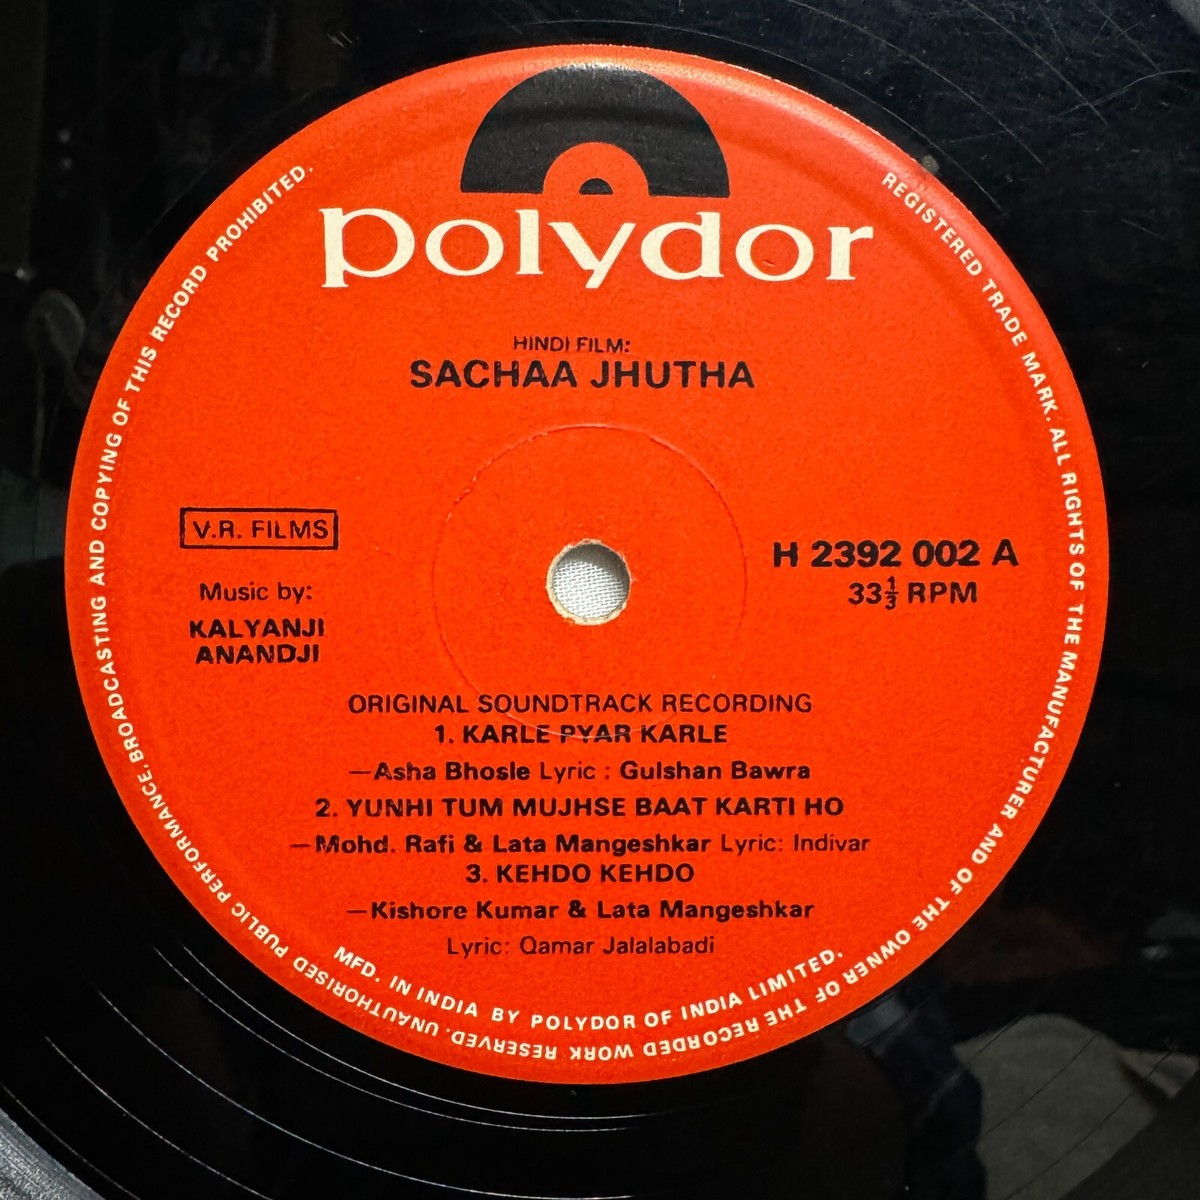 polydor
HINDI FILM:
SACHAA JHUTHA
V.R. FILMS
Music by:
KALYANJI
ANANDJI
H 2392 002 A
33⅓ RPM
ORIGINAL SOUNDTRACK RECORDING
1. KARLE PYAR KARLE
—Asha Bhosle Lyric : Gulshan Bawra
2. YUNHI TUM MUJHSE BAAT KARTI HO
—Mohd. Rafi & Lata Mangeshkar Lyric: Indivar
3. KEHDO KEHDO
—Kishore Kumar & Lata Mangeshkar
Lyric: Qamar Jalalabadi
MFD. IN INDIA BY POLYDOR OF INDIA LIMITED.
REGISTERED TRADE MARK. ALL RIGHTS OF THE MANUFACTURER AND OF THE OWNER OF THE RECORDED WORK RESERVED. UNAUTHORISED PUBLIC PERFORMANCE, BROADCASTING AND COPYING OF THIS RECORD PROHIBITED.